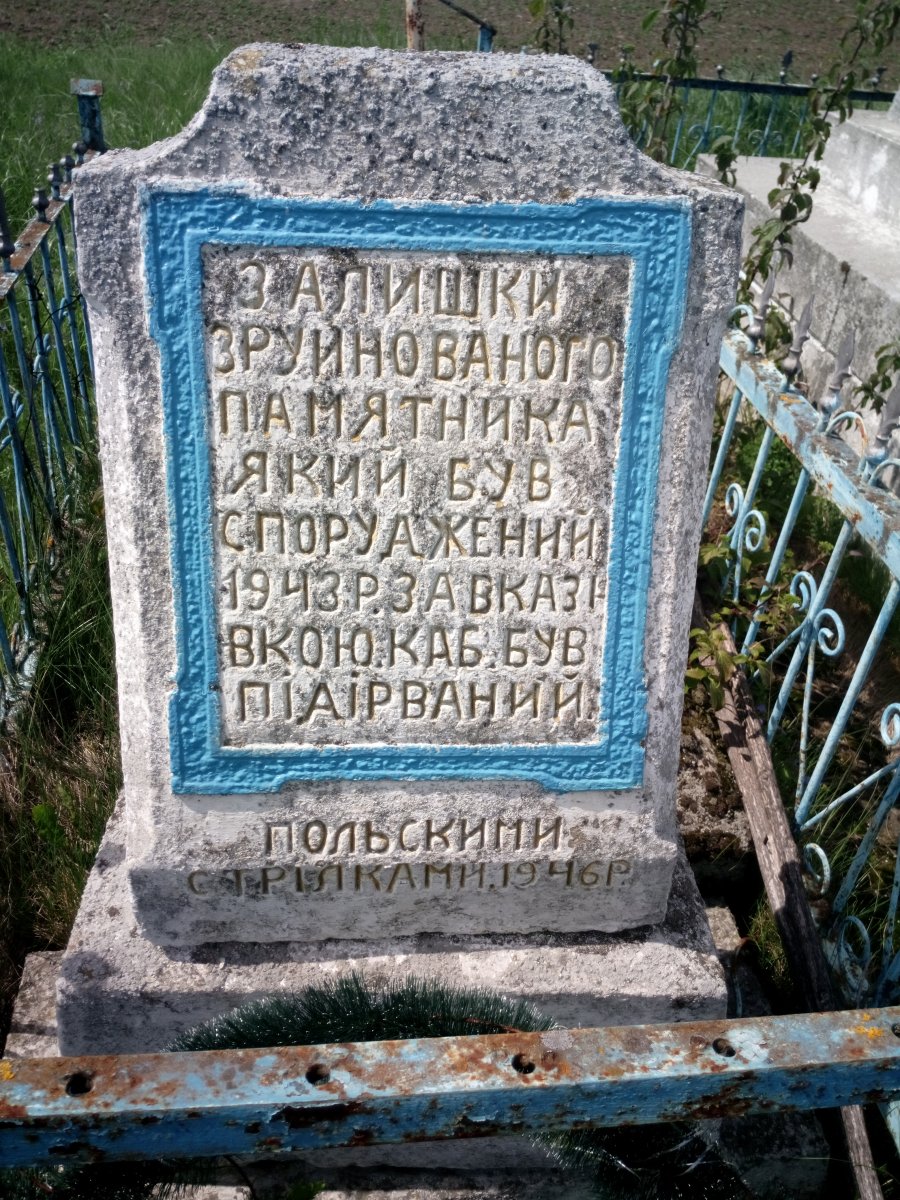 ЗАЛИШКИ
ЗРУЙНОВАНОГО
ПАМЯТНИКА
ЯКИЙ БУВ
СПОРУДЖЕНИЙ
1943Р. ЗА ВКАЗІ-
ВКОЮ. КАБ. БУВ
ПІДІРВАНИЙ.
ПОЛЬСКИМИ
СТРІЛКАМИ. 1946Р.